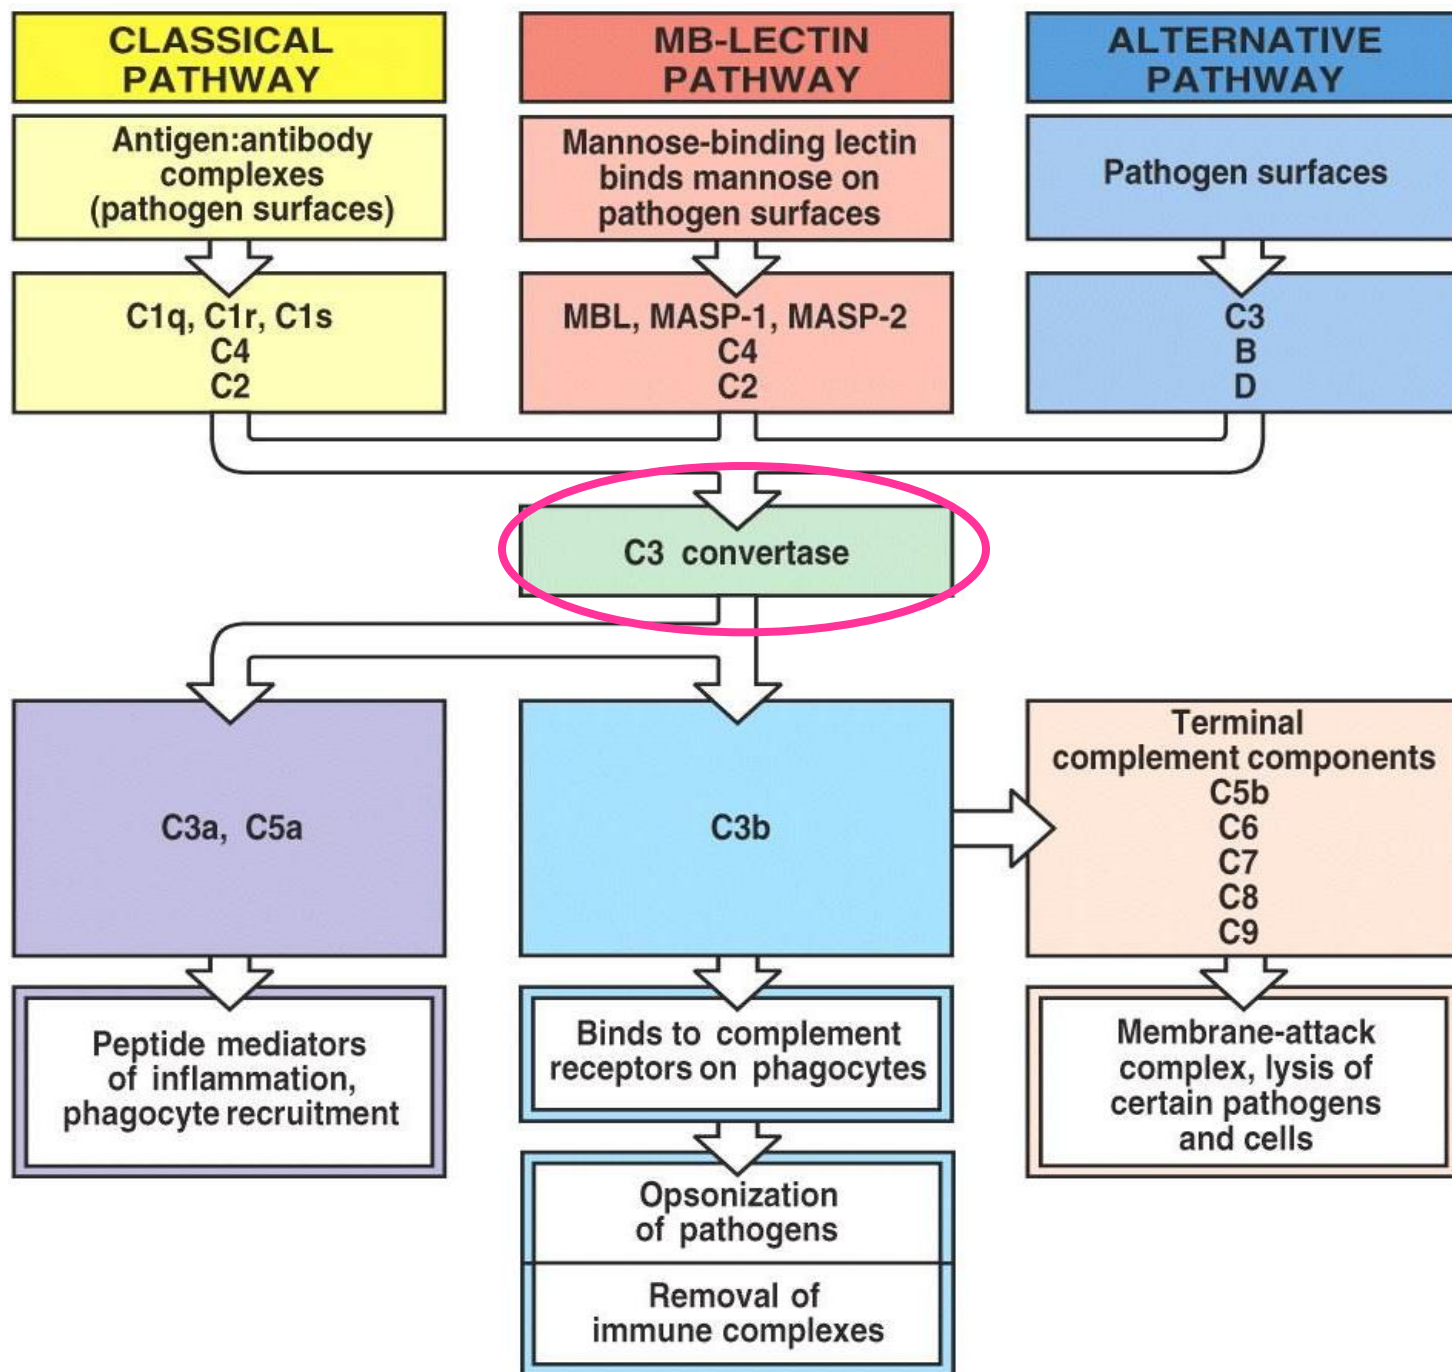 CLASSICAL
PATHWAY
MB-LECTIN
PATHWAY
ALTERNATIVE
PATHWAY
Antigen:antibody
complexes
(pathogen surfaces)
Mannose-binding lectin
binds mannose on
pathogen surfaces
Pathogen surfaces
C1q, C1r, C1s
C4
C2
MBL, MASP-1, MASP-2
C4
C2
C3
B
D
C3 convertase
C3a, C5a
C3b
Terminal
complement components
C5b
C6
C7
C8
C9
Peptide mediators
of inflammation,
phagocyte recruitment
Binds to complement
receptors on phagocytes
Opsonization
of pathogens
Removal of
immune complexes
Membrane-attack
complex, lysis of
certain pathogens
and cells